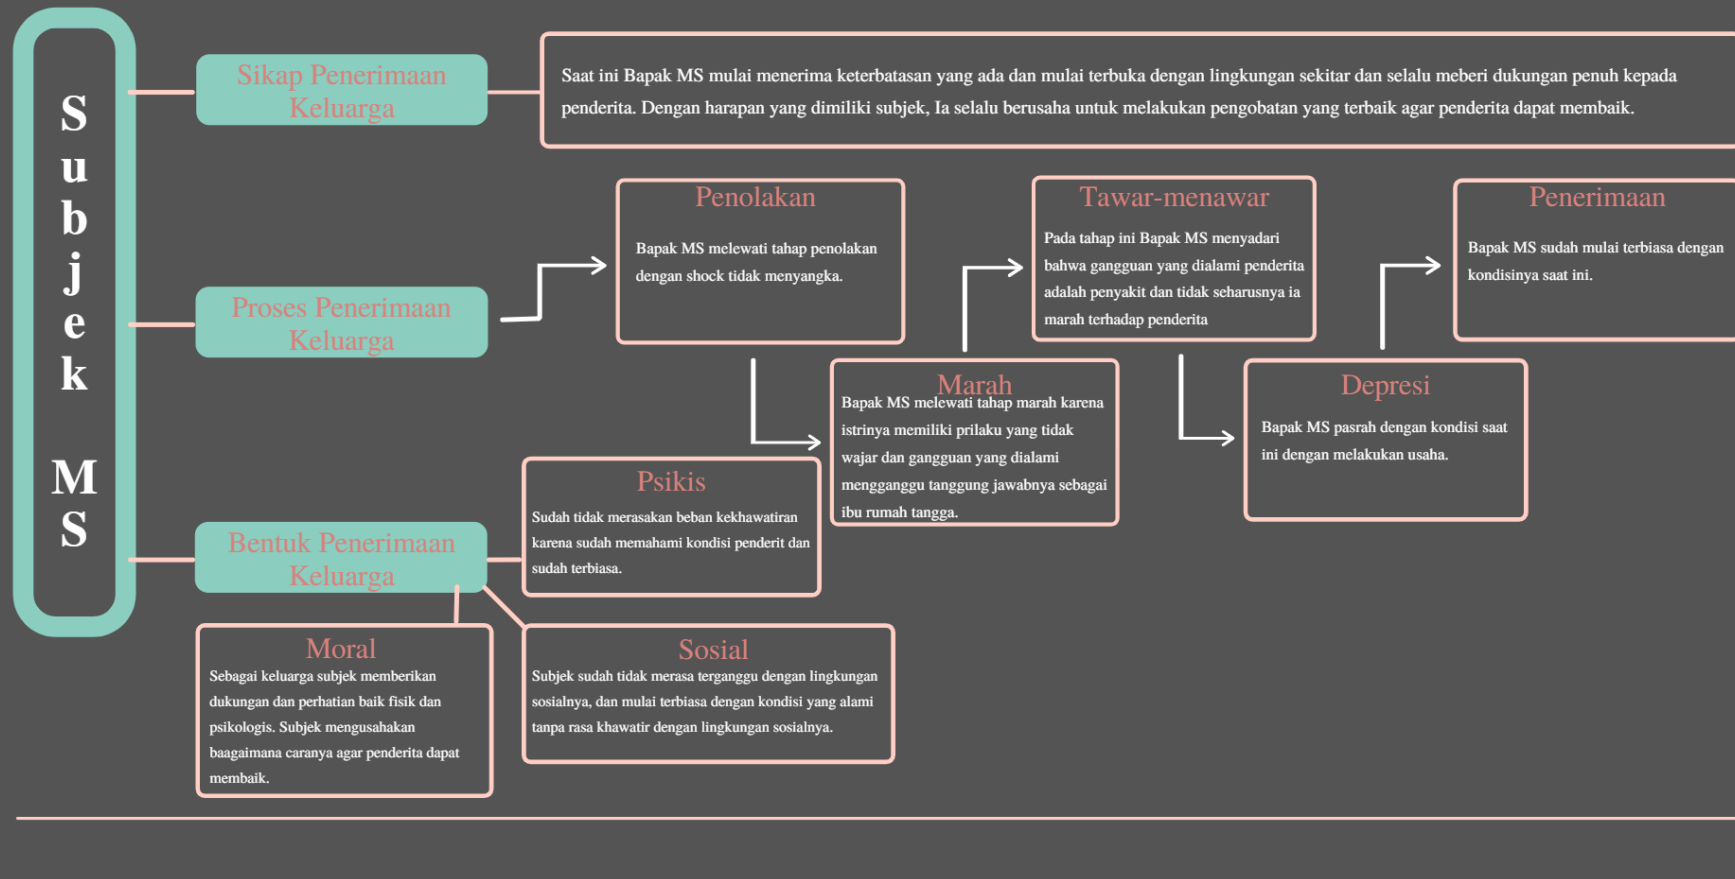 Subjek
MS
Sikap Penerimaan
Keluarga
Saat ini Bapak MS mulai menerima keterbatasan yang ada dan mulai terbuka dengan lingkungan sekitar dan selalu meberi dukungan penuh kepada
penderita. Dengan harapan yang dimiliki subjek, Ia selalu berusaha untuk melakukan pengobatan yang terbaik agar penderita dapat membaik.
Proses Penerimaan
Keluarga
Penolakan
Bapak MS melewati tahap penolakan
dengan shock tidak menyangka.
Marah
Bapak MS melewati tahap marah karena
istrinya memiliki prilaku yang tidak
wajar dan gangguan yang dialami
mengganggu tanggung jawabnya sebagai
ibu rumah tangga.
Tawar-menawar
Pada tahap ini Bapak MS menyadari
bahwa gangguan yang dialami penderita
adalah penyakit dan tidak seharusnya ia
marah terhadap penderita
Depresi
Bapak MS pasrah dengan kondisi saat
ini dengan melakukan usaha.
Penerimaan
Bapak MS sudah mulai terbiasa dengan
kondisinya saat ini.
Bentuk Penerimaan
Keluarga
Psikis
Sudah tidak merasakan beban kekhawatiran
karena sudah memahami kondisi penderit dan
sudah terbiasa.
Moral
Sebagai keluarga subjek memberikan
dukungan dan perhatian baik fisik dan
psikologis. Subjek mengusahakan
baagaimana caranya agar penderita dapat
membaik.
Sosial
Subjek sudah tidak merasa terganggu dengan lingkungan
sosialnya, dan mulai terbiasa dengan kondisi yang alami
tanpa rasa khawatir dengan lingkungan sosialnya.